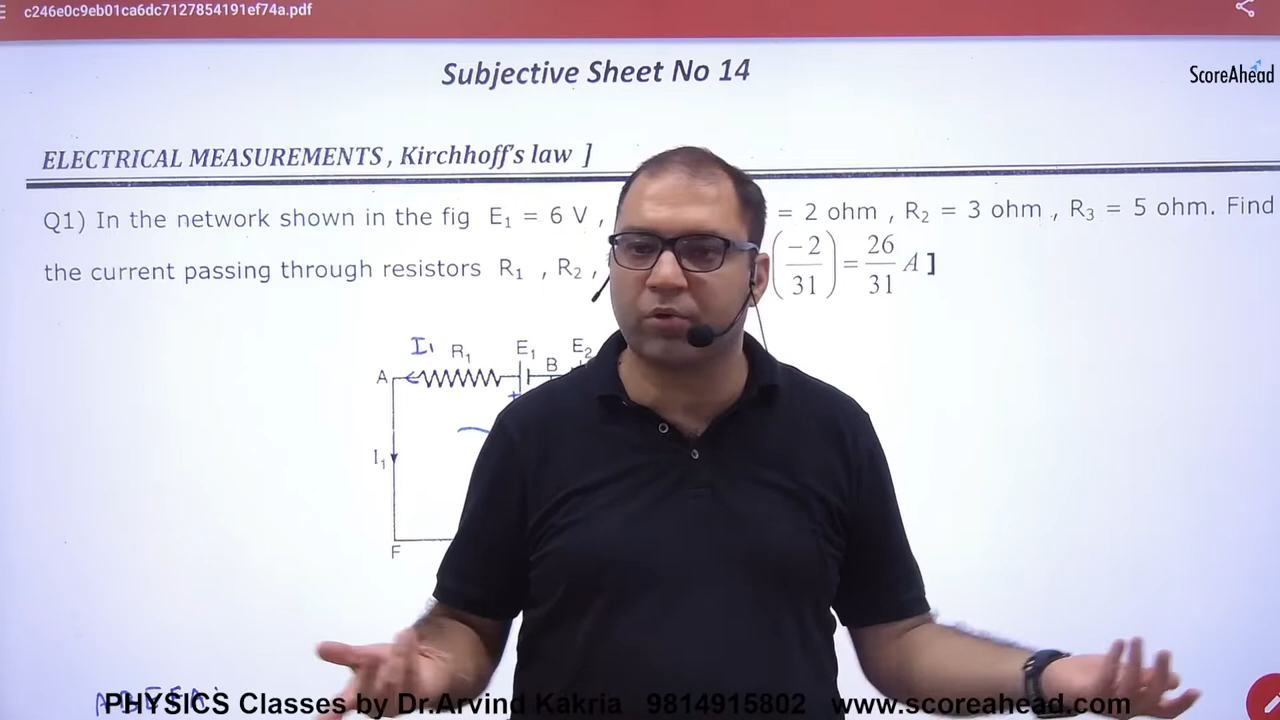 c246e0c9eb01ca6dc7127854191ef74a.pdf
Subjective Sheet No 14
ScoreAhead
ELECTRICAL MEASUREMENTS , Kirchhoff's law ]
Q1) In the network shown in the fig E₁ = 6 V , = 2 ohm , R₂ = 3 ohm , R₃ = 5 ohm. Find
the current passing through resistors R₁ , R₂ , (-2/31) = 26/31 A ]
I₁ R₁ E₁ B E₂
A
+
I₁
F
PHYSICS Classes by Dr.Arvind Kakria 9814915802 www.scoreahead.com